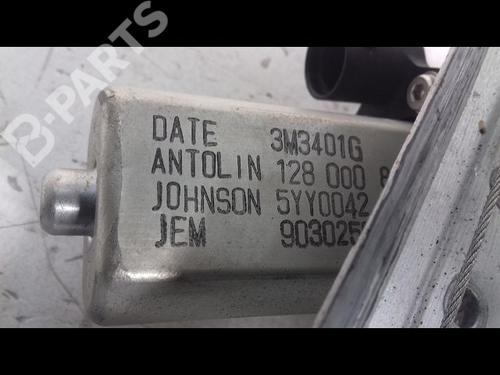 B-PARTS
DATE 3M3401G
ANTOLIN 128 000
JOHNSON 5YY0042
JEM 903025